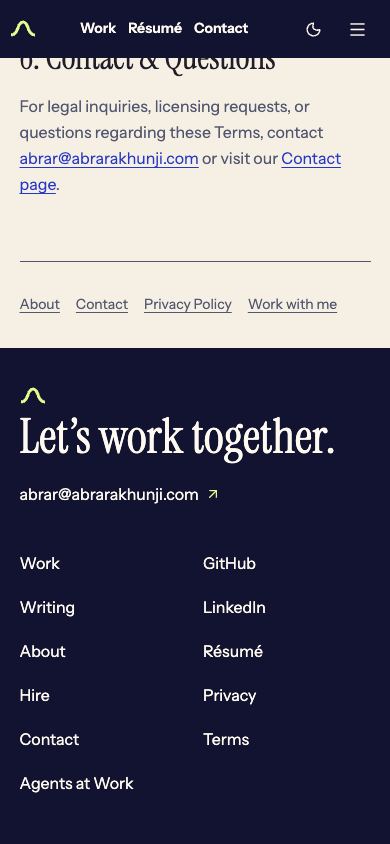 Work Résumé Contact
6. Contact & Questions
For legal inquiries, licensing requests, or
questions regarding these Terms, contact
abrar@abrarakhunji.com or visit our Contact
page.
About Contact Privacy Policy Work with me
Let’s work together.
abrar@abrarakhunji.com
Work
GitHub
Writing
LinkedIn
About
Résumé
Hire
Privacy
Contact
Terms
Agents at Work